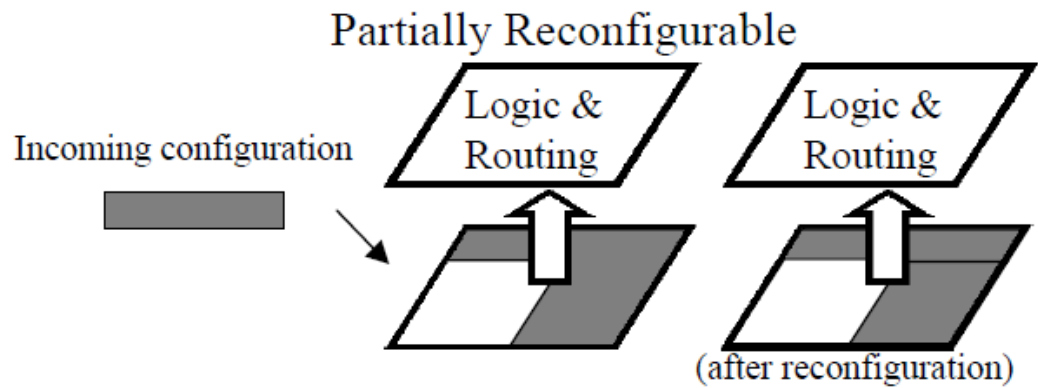 Partially Reconfigurable
Logic &
Routing
Logic &
Routing
Incoming configuration
(after reconfiguration)